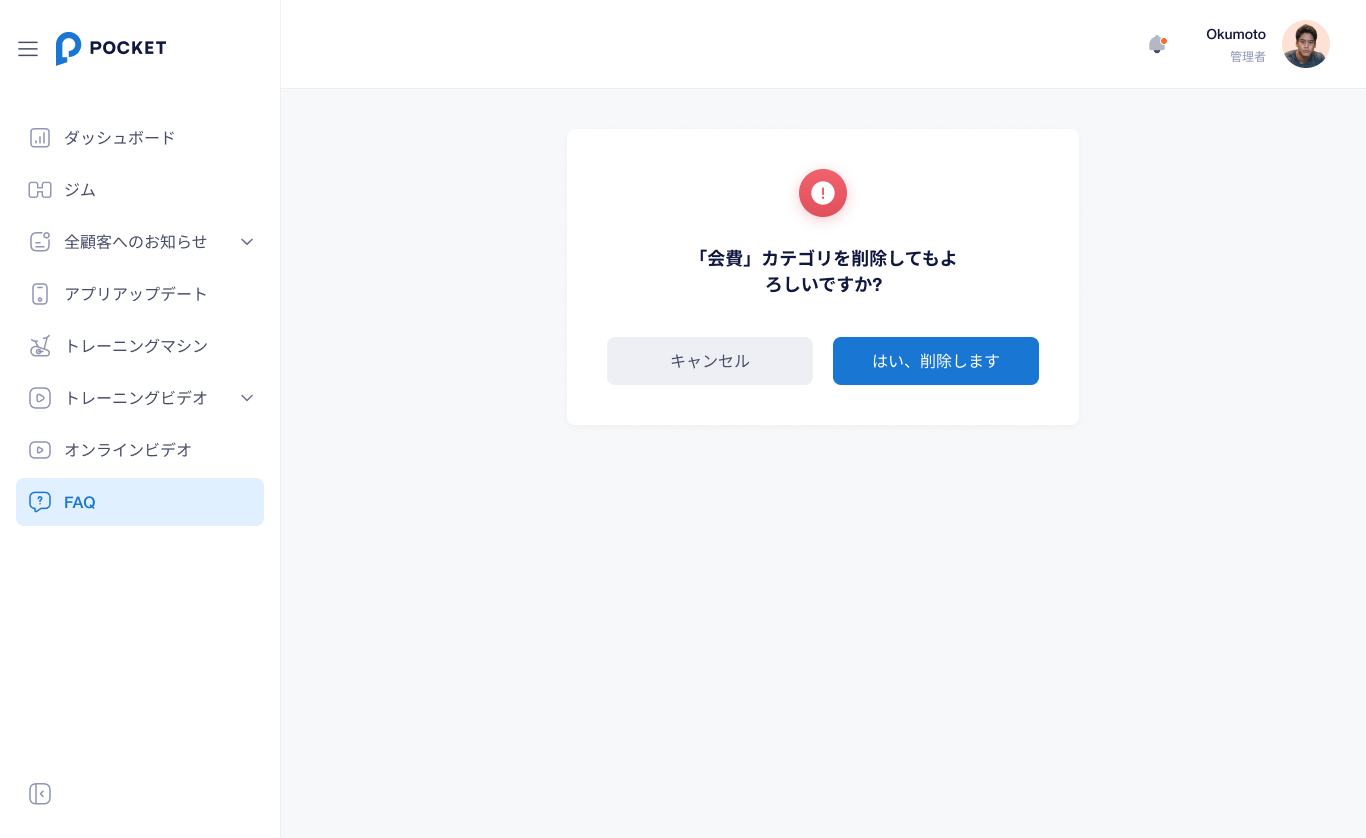 POCKET
Okumoto
管理者
ダッシュボード
ジム
全顧客へのお知らせ
アプリアップデート
トレーニングマシン
トレーニングビデオ
オンラインビデオ
FAQ
「会費」カテゴリを削除してもよ
ろしいですか?
キャンセル
はい、削除します